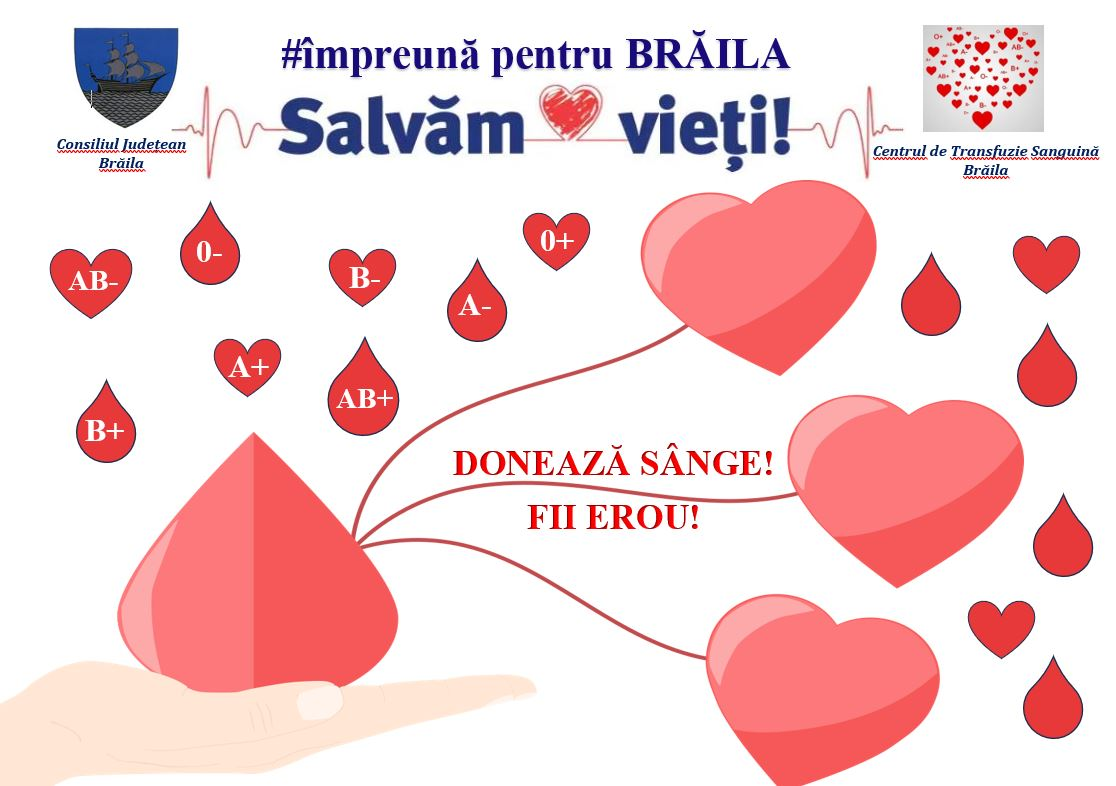 #împreună pentru BRĂILA
Salvăm vieți!
Consiliul Judetean
Brăila
Centrul de Transfuzie Sanguină
Brăila
0-
0+
AB-
B-
A-
A+
AB+
B+
DONEAZĂ SÂNGE!
FII EROU!